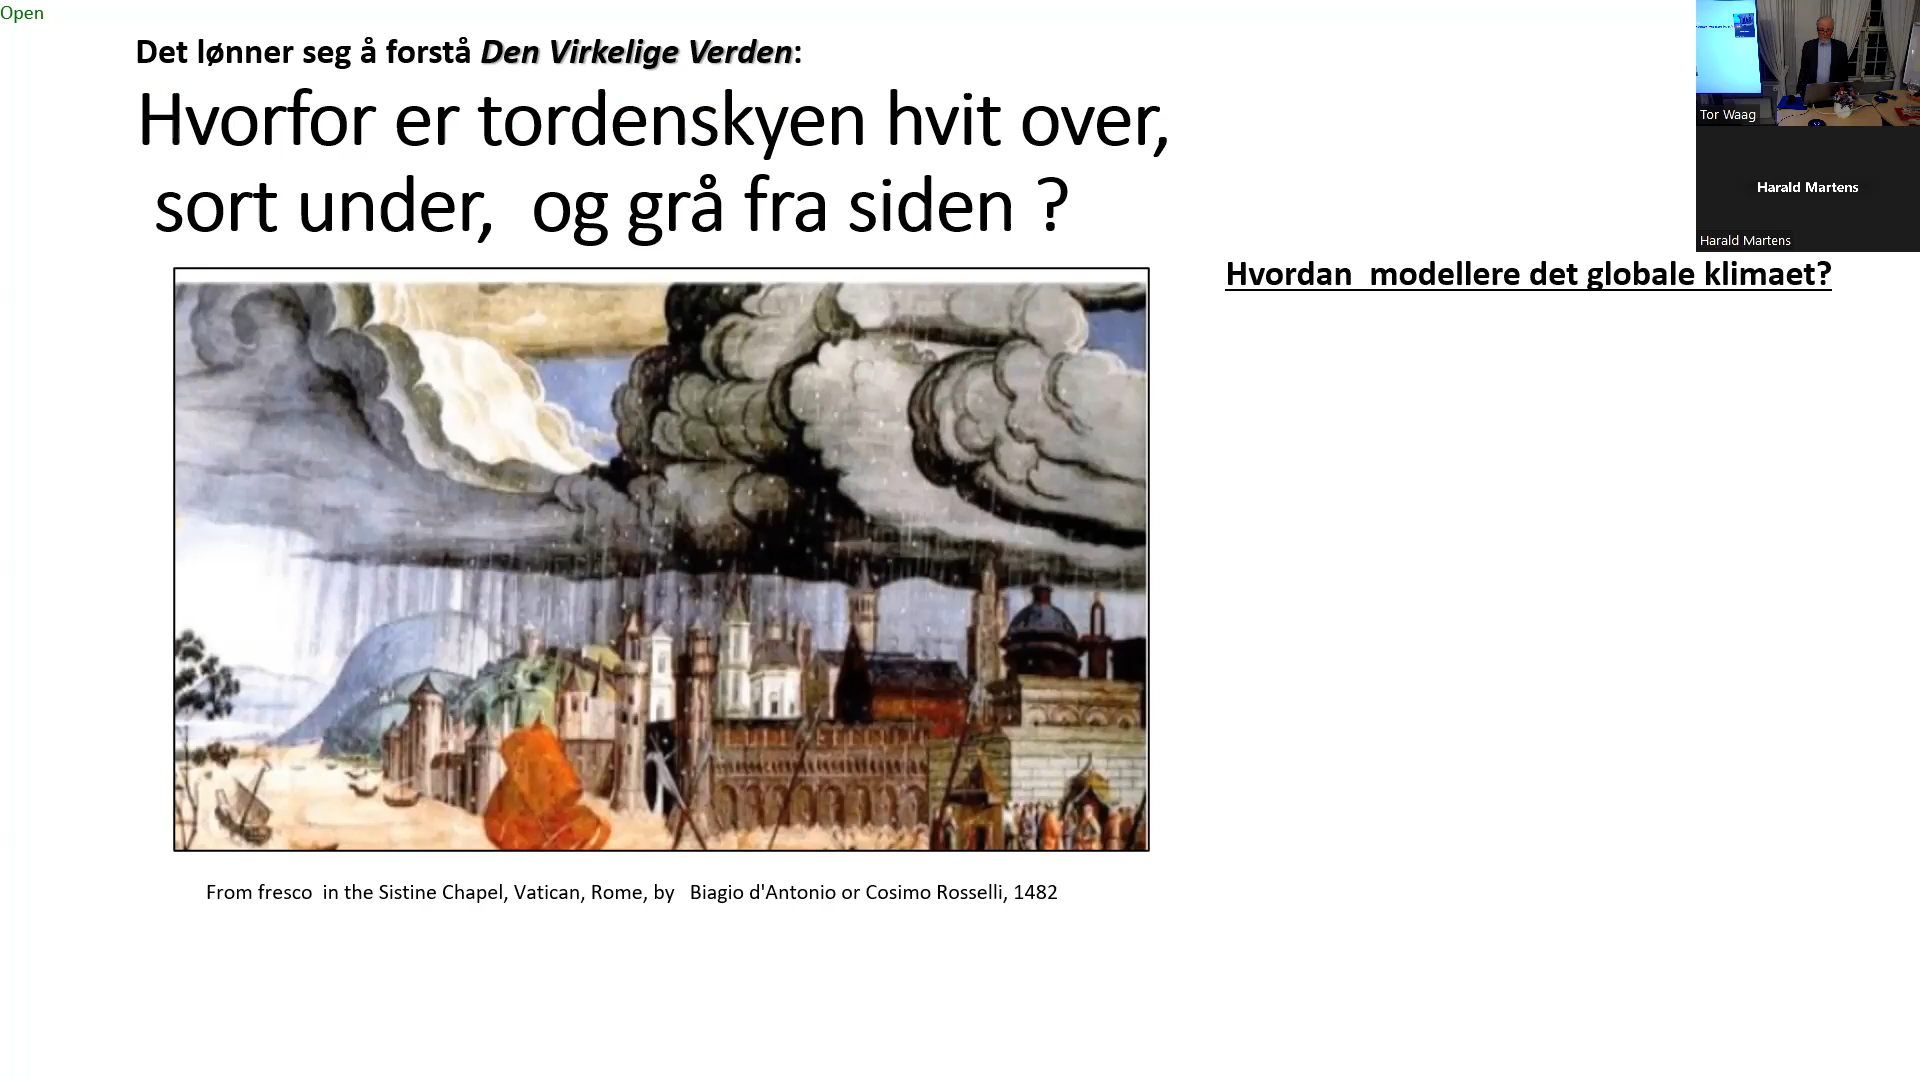 Open
Det lønner seg å forstå Den Virkelige Verden:
Hvorfor er tordenskyen hvit over,
sort under, og grå fra siden ?
Tor Waag
Harald Martens
Harald Martens
Hvordan modellere det globale klimaet?
From fresco in the Sistine Chapel, Vatican, Rome, by Biagio d'Antonio or Cosimo Rosselli, 1482